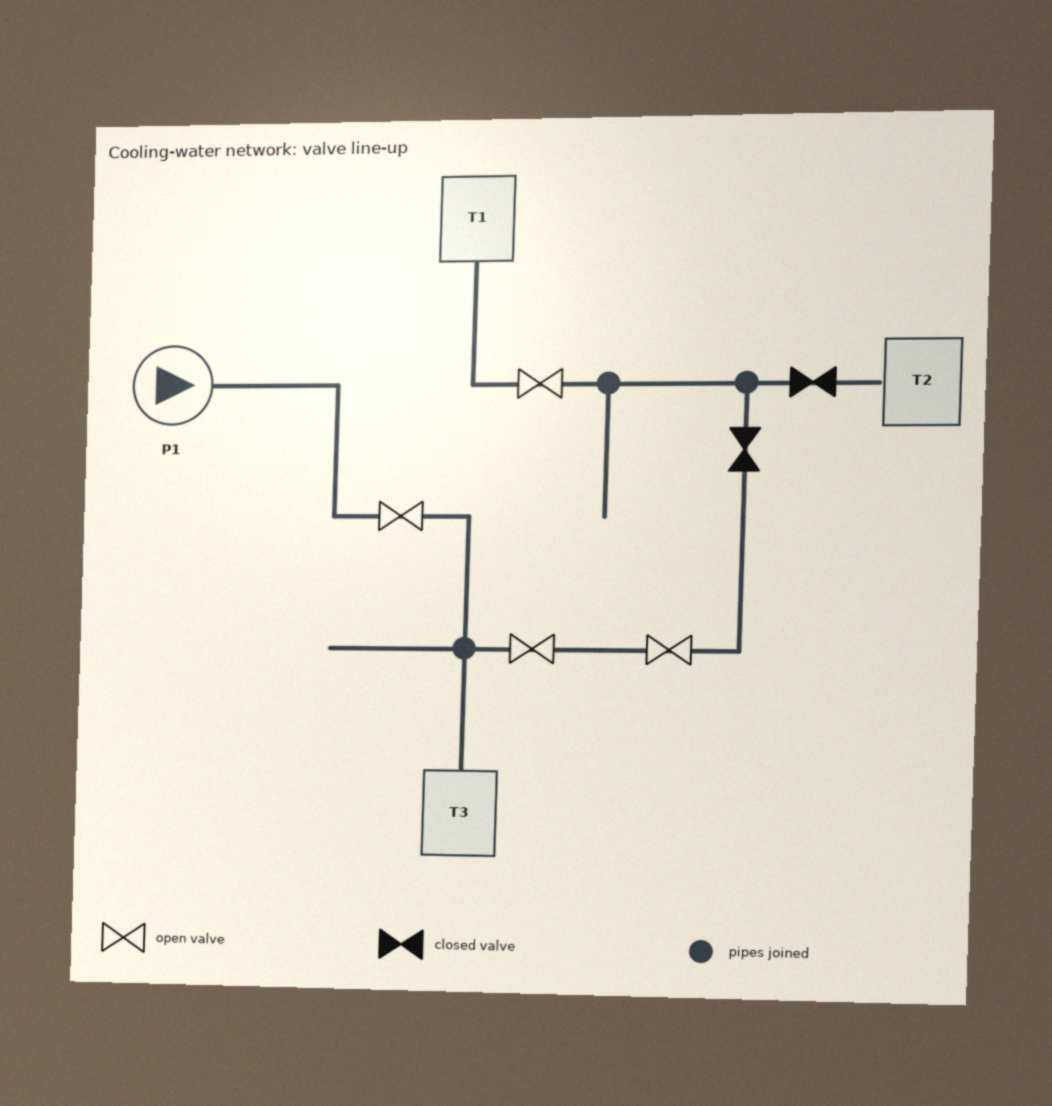 Cooling-water network: valve line-up
T1
T2
P1
T3
open valve
closed valve
pipes joined